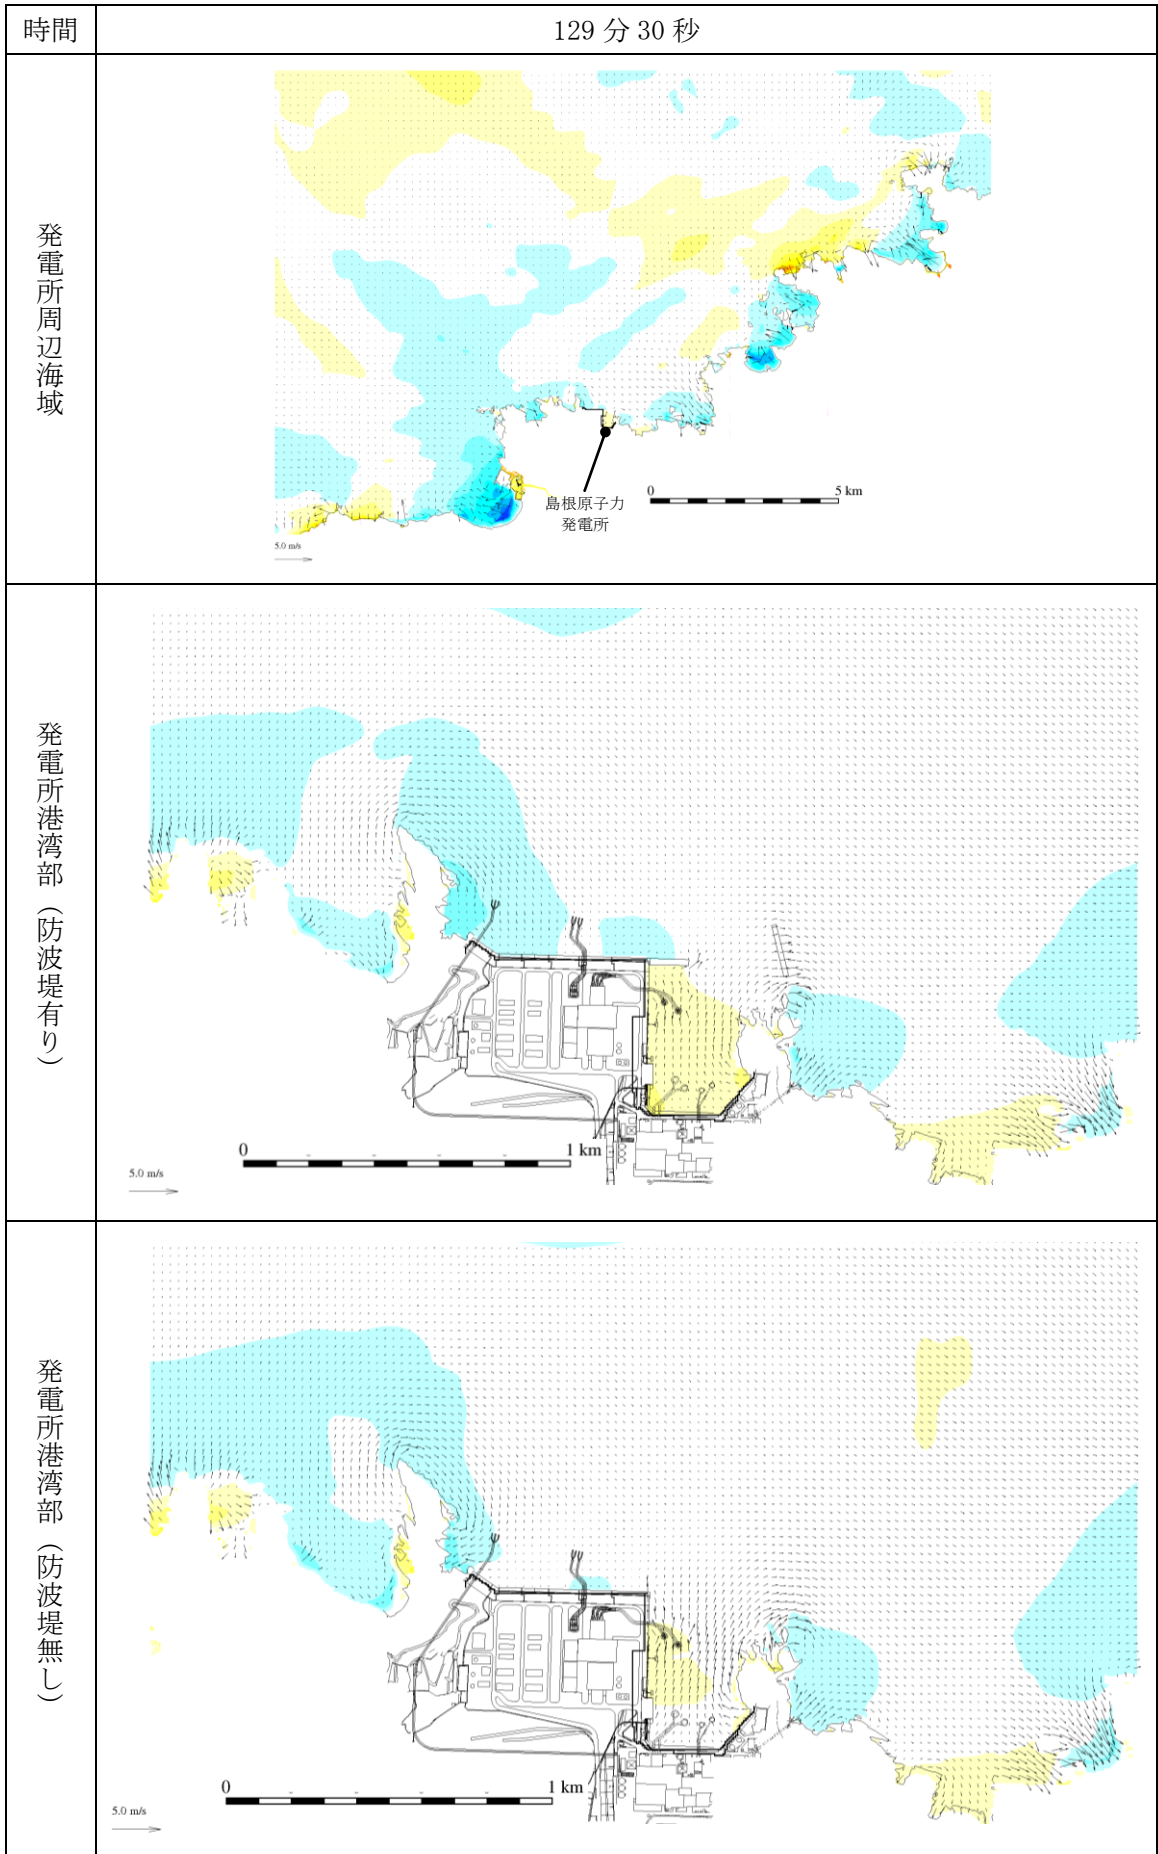 時間
129 分 30 秒
発電所周辺海域
島根原子力
発電所
0
5 km
5.0 m/s
発電所港湾部（防波堤有り）
0
1 km
5.0 m/s
発電所港湾部（防波堤無し）
0
1 km
5.0 m/s